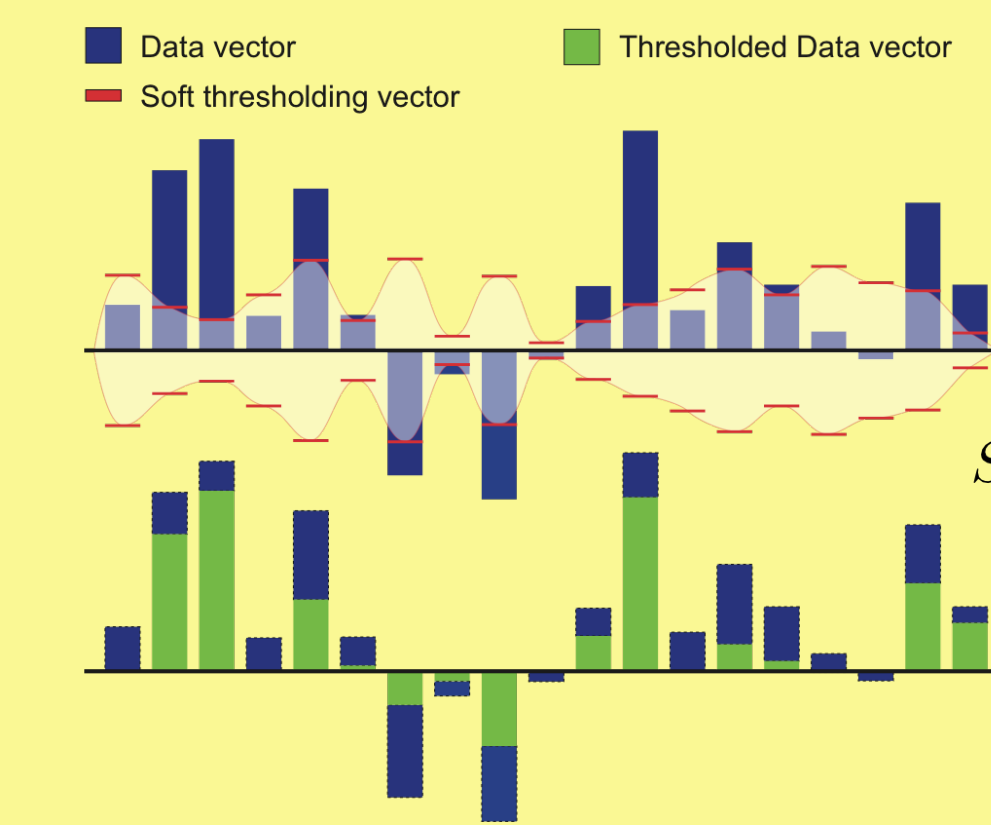 Data vector
Thresholded Data vector
Soft thresholding vector
S